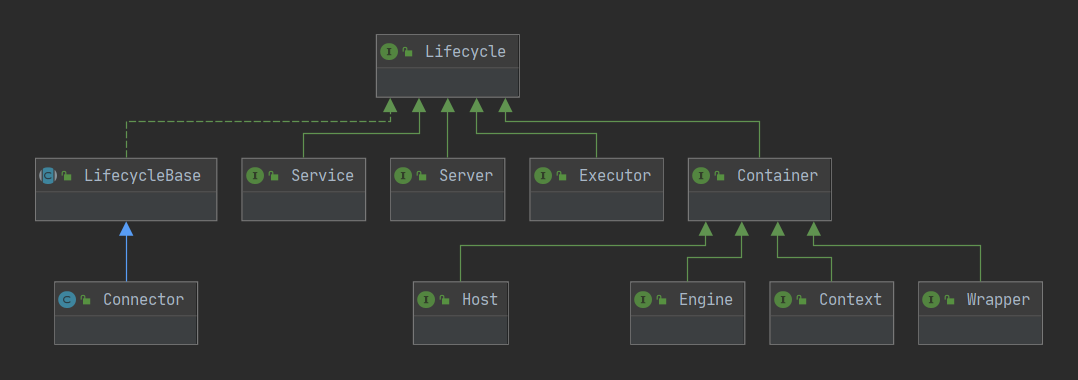 I Lifecycle
C LifecycleBase
I Service
I Server
I Executor
I Container
C Connector
I Host
I Engine
I Context
I Wrapper